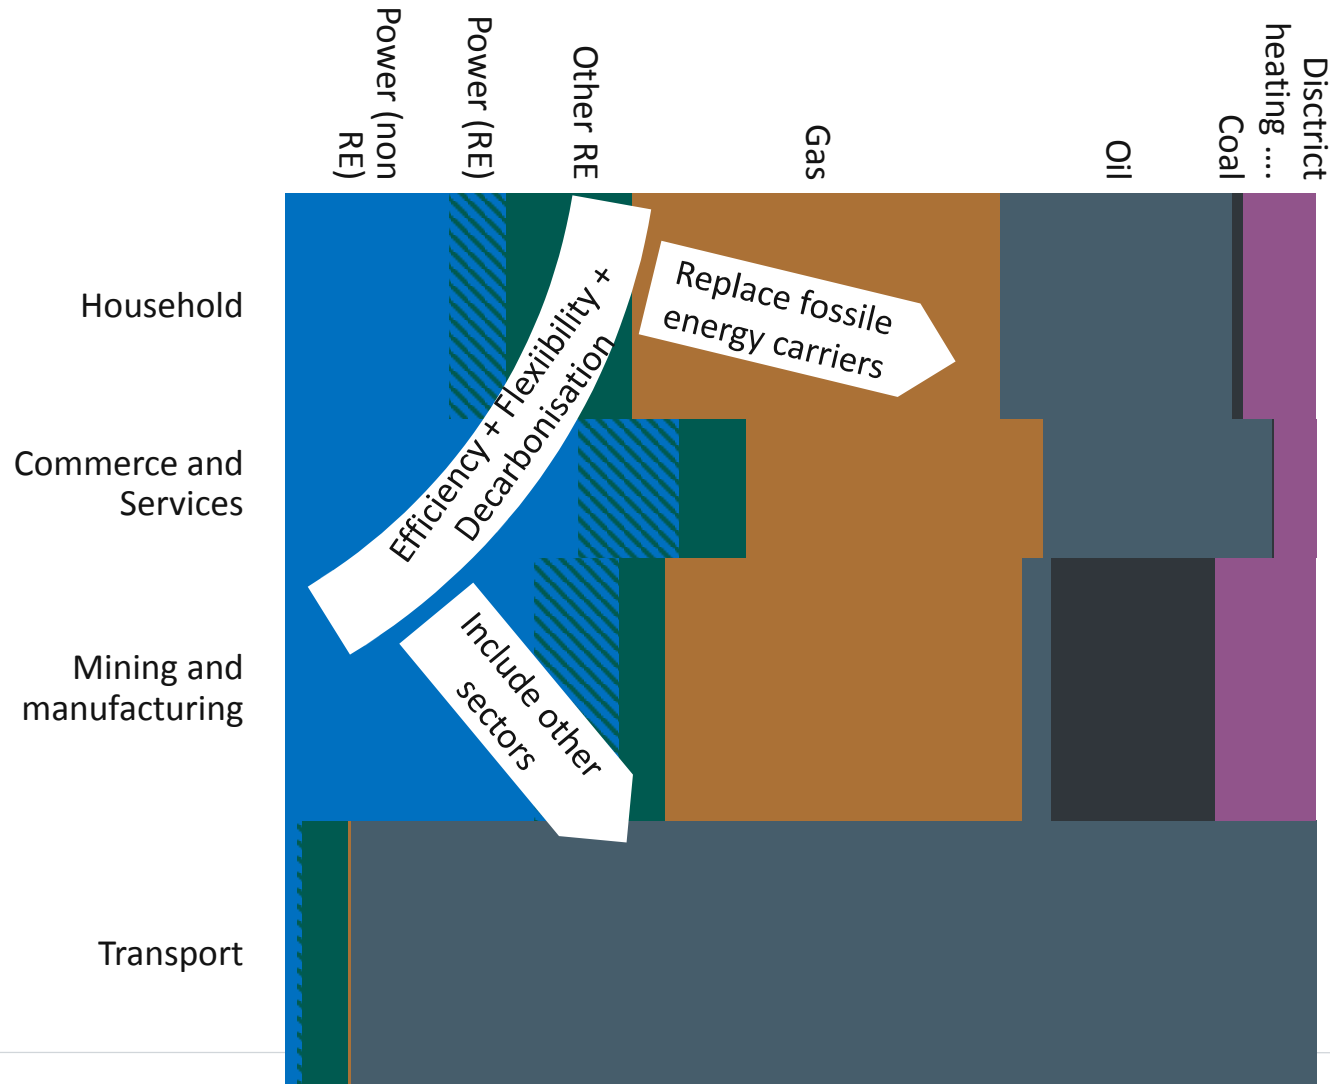 Power (non
RE)
Power (RE)
Other RE
Gas
Oil
Coal
Disctrict
heating ....
Household
Commerce and
Services
Mining and
manufacturing
Transport
Efficiency + Flexiibility +
Decarbonisation
Replace fossile
energy carriers
Include other
sectors